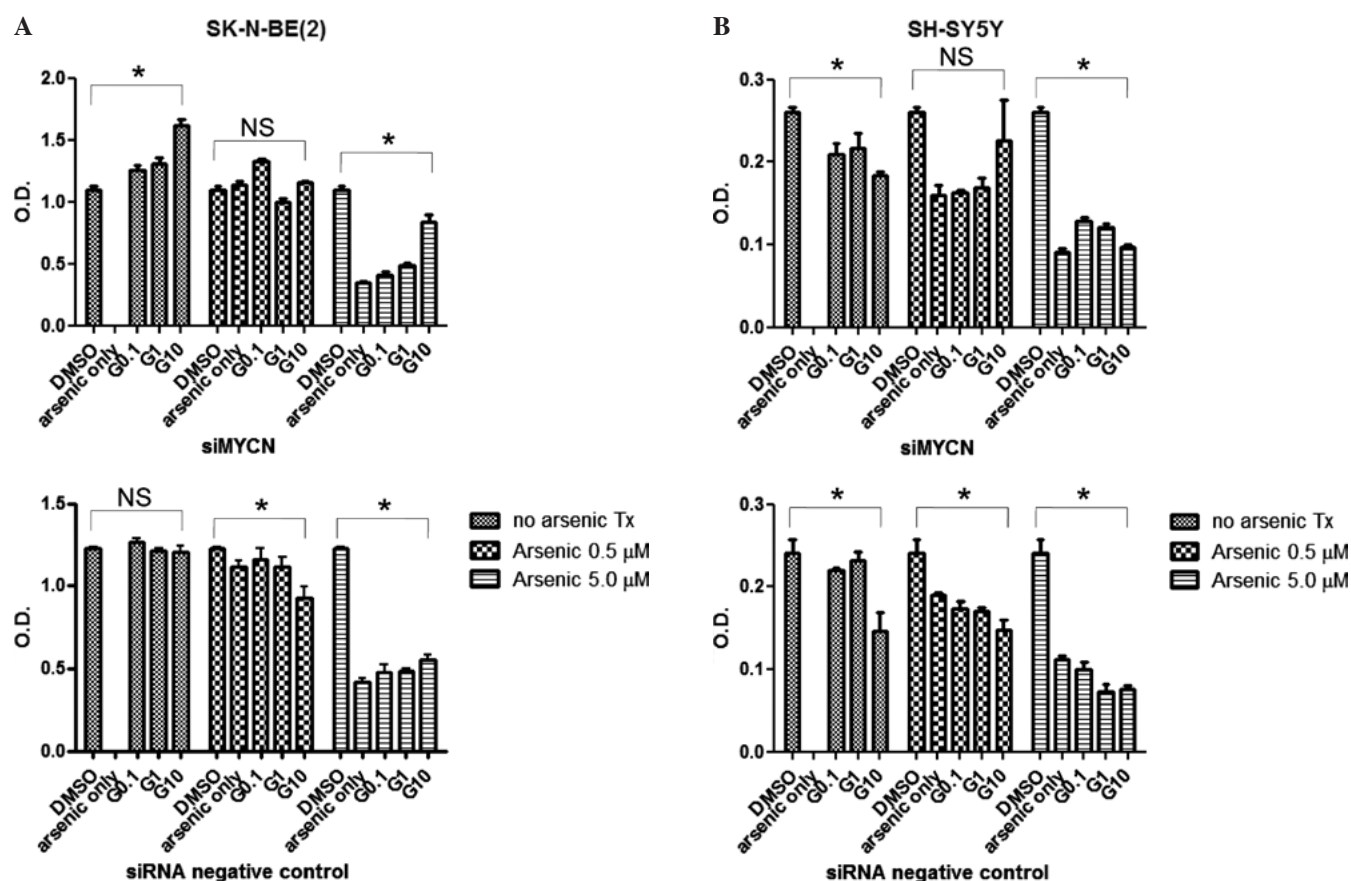 A
SK-N-BE(2)
2.0
1.5
1.0
0.5
0.0
O.D.
* NS *
DMSO arsenic only G0.1 G1 G10 DMSO arsenic only G0.1 G1 G10 DMSO arsenic only G0.1 G1 G10
siMYCN
1.5
1.0
0.5
0.0
O.D.
NS * *
DMSO arsenic only G0.1 G1 G10 DMSO arsenic only G0.1 G1 G10 DMSO arsenic only G0.1 G1 G10
siRNA negative control
no arsenic Tx
Arsenic 0.5 μM
Arsenic 5.0 μM
B
SH-SY5Y
0.3
0.2
0.1
0.0
O.D.
* NS *
DMSO arsenic only G0.1 G1 G10 DMSO arsenic only G0.1 G1 G10 DMSO arsenic only G0.1 G1 G10
siMYCN
0.3
0.2
0.1
0.0
O.D.
* * *
DMSO arsenic only G0.1 G1 G10 DMSO arsenic only G0.1 G1 G10 DMSO arsenic only G0.1 G1 G10
siRNA negative control
no arsenic Tx
Arsenic 0.5 μM
Arsenic 5.0 μM